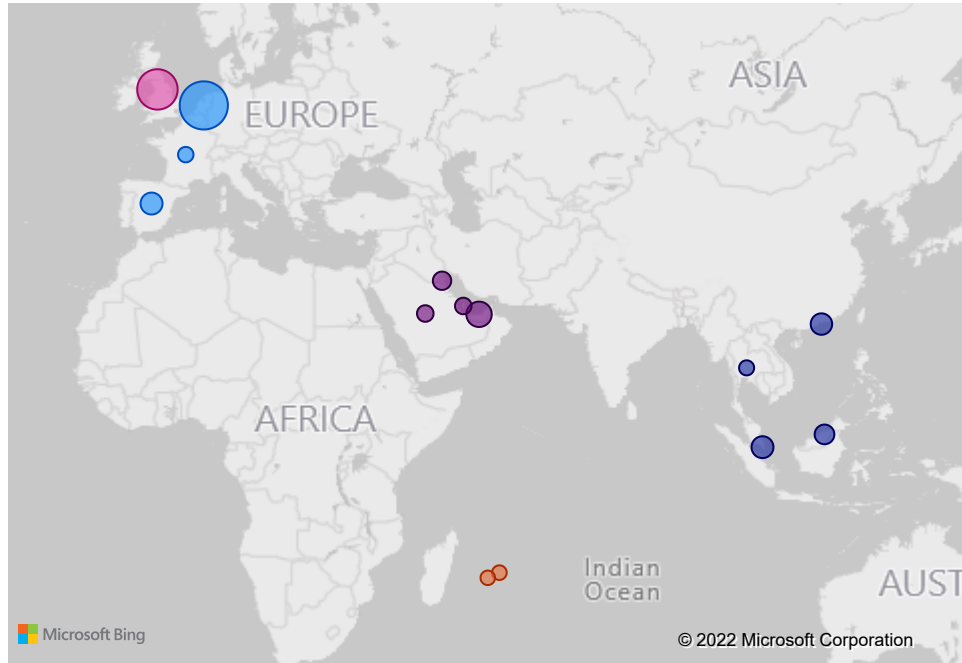 ASIA
EUROPE
AFRICA
Indian
Ocean
AUST
Microsoft Bing
© 2022 Microsoft Corporation